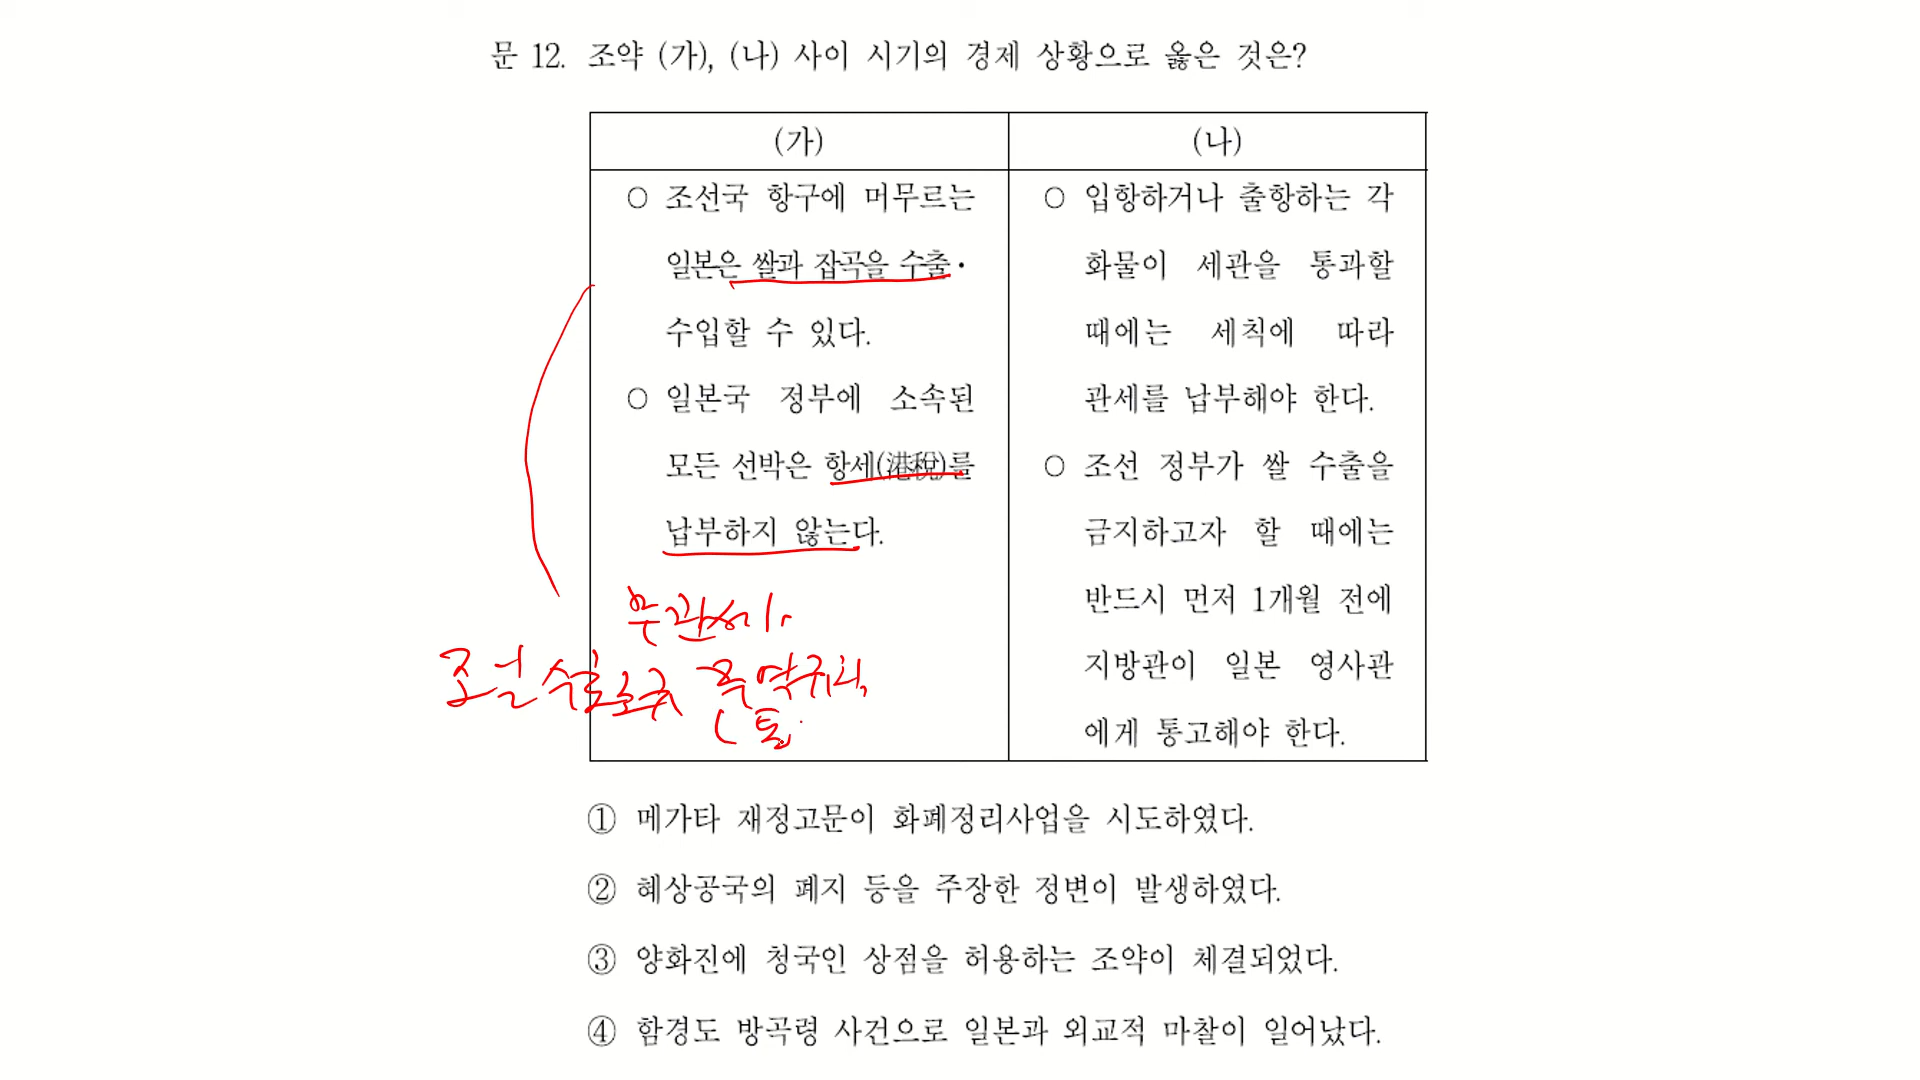 문 12. 조약 (가), (나) 사이 시기의 경제 상황으로 옳은 것은?
(가)
○ 조선국 항구에 머무르는
일본은 쌀과 잡곡을 수출·
수입할 수 있다.
○ 일본국 정부에 소속된
모든 선박은 항세(港稅)를
납부하지 않는다.
무관세
조일수호조규
(나)
○ 입항하거나 출항하는 각
화물이 세관을 통과할
때에는 세칙에 따라
관세를 납부해야 한다.
○ 조선 정부가 쌀 수출을
금지하고자 할 때에는
반드시 먼저 1개월 전에
지방관이 일본 영사관
에게 통고해야 한다.
① 메가타 재정고문이 화폐정리사업을 시도하였다.
② 혜상공국의 폐지 등을 주장한 정변이 발생하였다.
③ 양화진에 청국인 상점을 허용하는 조약이 체결되었다.
④ 함경도 방곡령 사건으로 일본과 외교적 마찰이 일어났다.